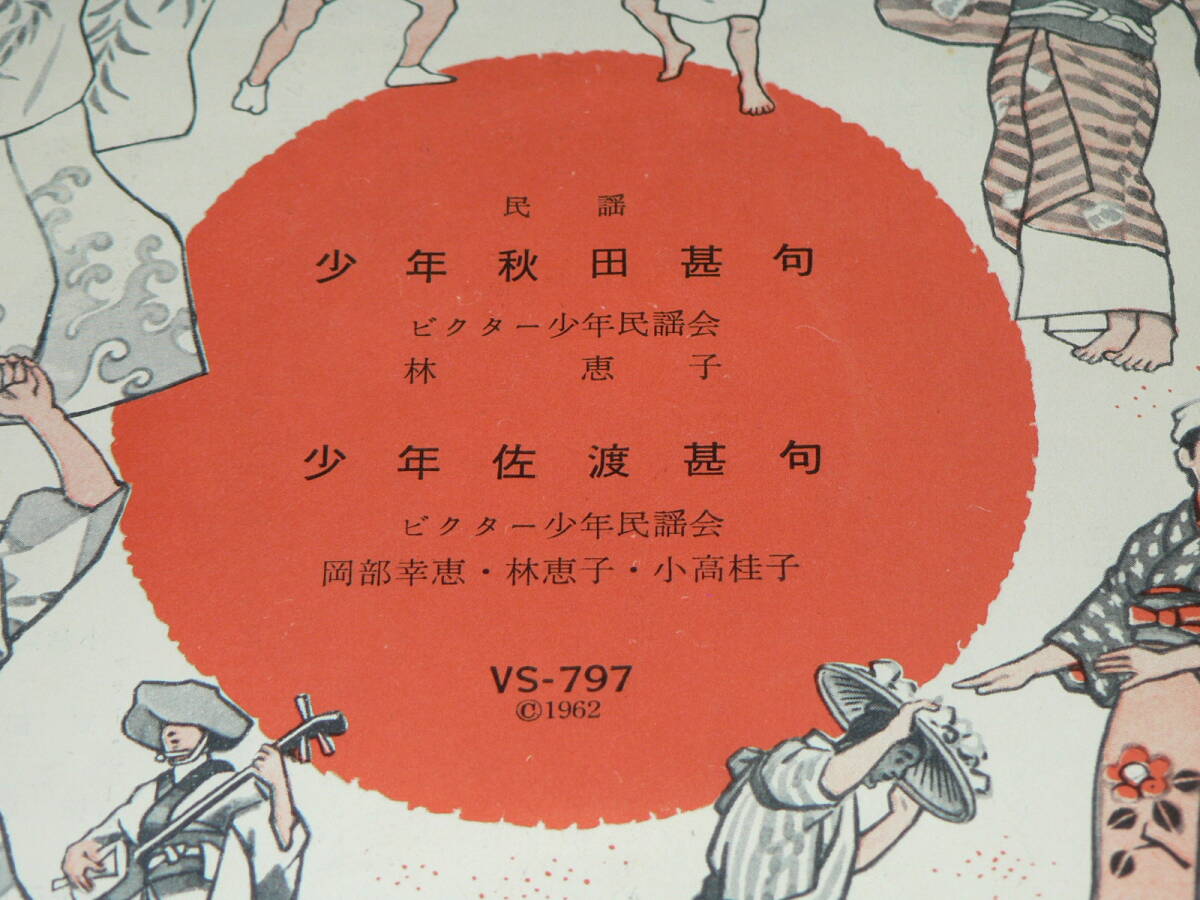 民謡
少年秋田甚句
ビクター少年民謡会
林恵子
少年佐渡甚句
ビクター少年民謡会
岡部幸恵・林恵子・小高桂子
VS-797
©1962